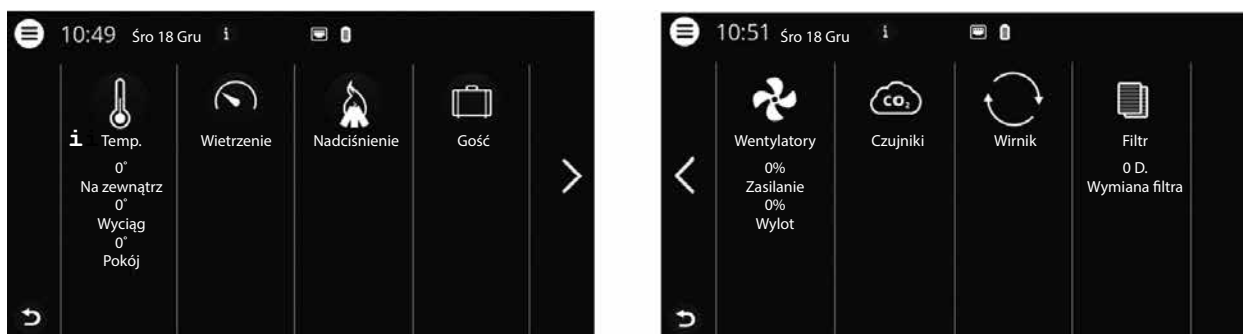 10:49 Śro 18 Gru i
Temp.
0°
Na zewnątrz
0°
Wyciąg
0°
Pokój
Wietrzenie
Nadciśnienie
Gość
i
10:51 Śro 18 Gru i
Wentylatory
0%
Zasilanie
0%
Wylot
CO₂
Czujniki
Wirnik
Filtr
0 D.
Wymiana filtra